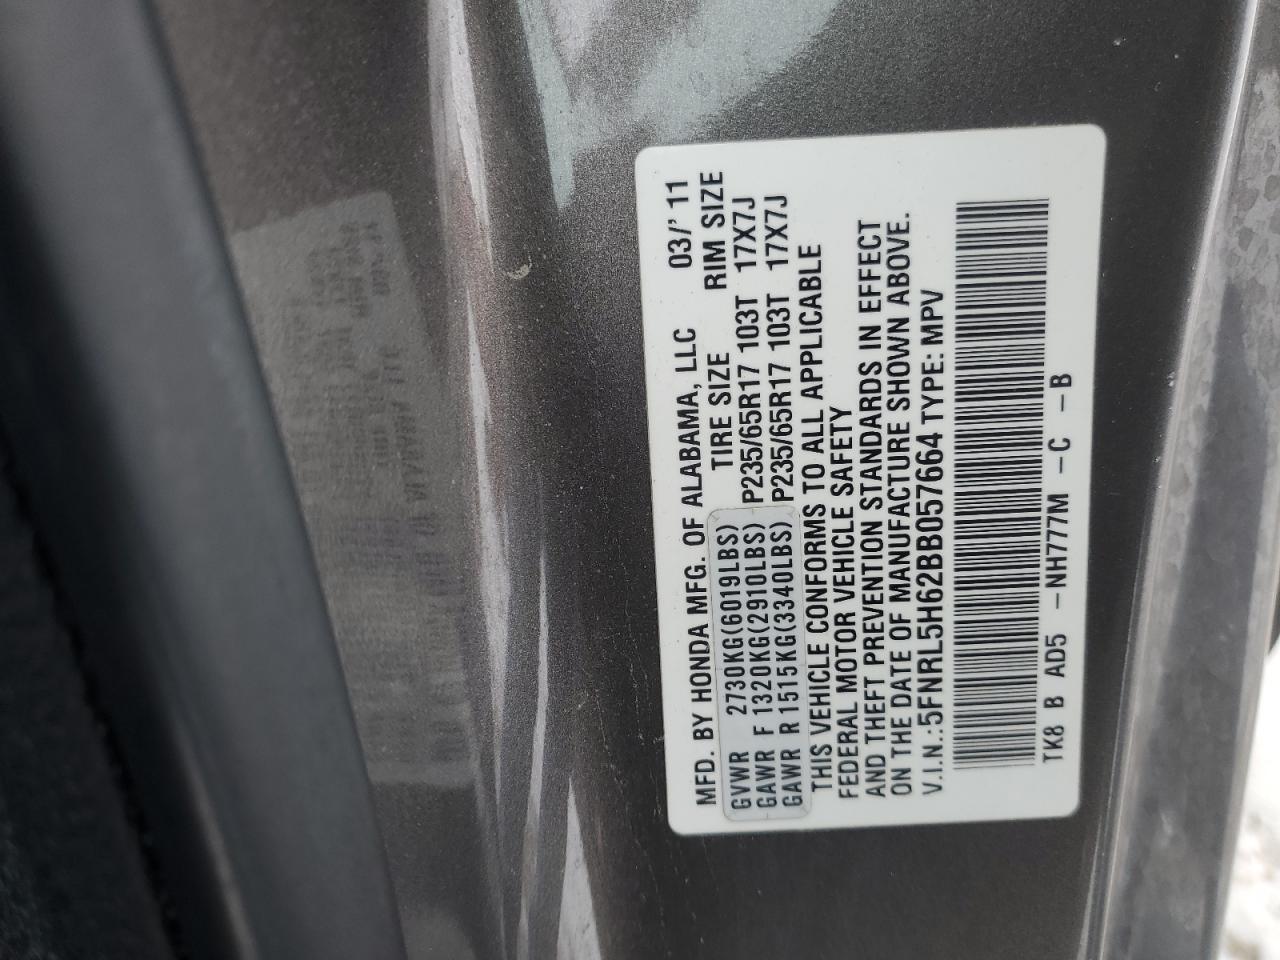 MFD. BY HONDA MFG. OF ALABAMA, LLC 03/'11
TIRE SIZE RIM SIZE
GVWR 2730KG(6019LBS)
GAWR F 1320KG(2910LBS) P235/65R17 103T 17X7J
GAWR R 1515KG(3340LBS) P235/65R17 103T 17X7J
THIS VEHICLE CONFORMS TO ALL APPLICABLE
FEDERAL MOTOR VEHICLE SAFETY
AND THEFT PREVENTION STANDARDS IN EFFECT
ON THE DATE OF MANUFACTURE SHOWN ABOVE.
V.I.N.:5FNRL5H62BB057664 TYPE: MPV
TK8 B AD5 -NH777M -C -B